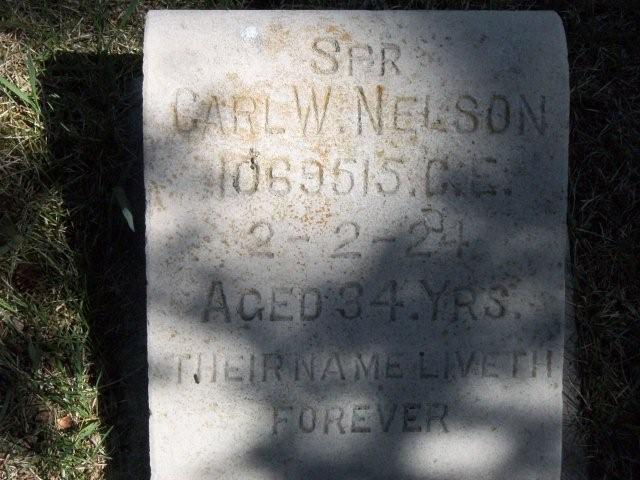 SPR
CARL W. NELSON
1069515. C.E.
2-2-24
AGED 34. YRS.
THEIR NAME LIVETH
FOREVER